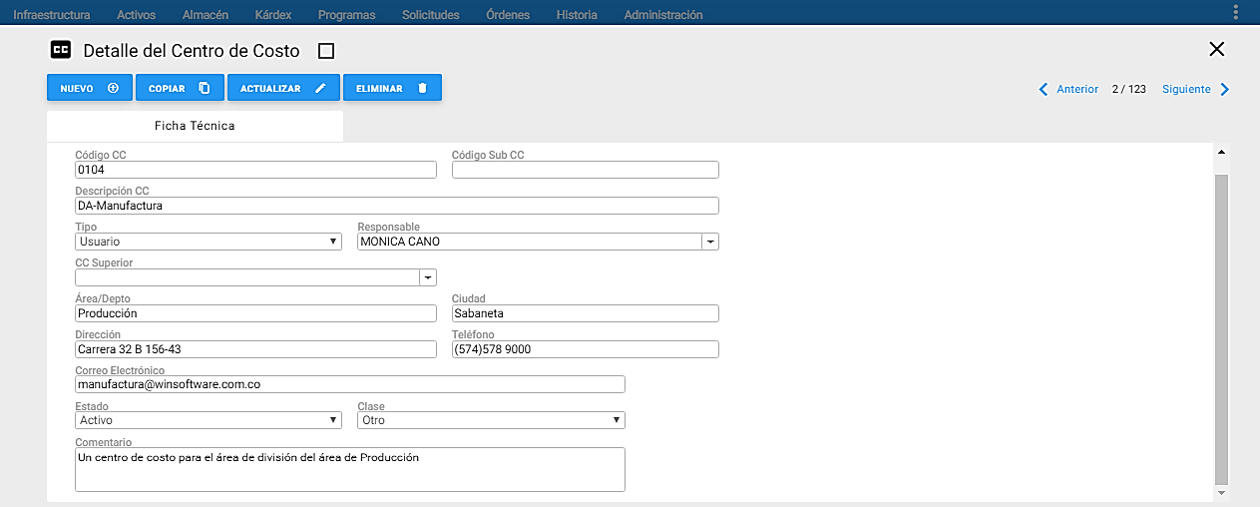 Infraestructura Activos Almacén Kárdex Programas Solicitudes Órdenes Historia Administración
CC Detalle del Centro de Costo
NUEVO COPIAR ACTUALIZAR ELIMINAR Anterior 2 / 123 Siguiente
Ficha Técnica
Código CC Código Sub CC
0104
Descripción CC
DA-Manufactura
Tipo Responsable
Usuario MONICA CANO
CC Superior
Área/Depto Ciudad
Producción Sabaneta
Dirección Teléfono
Carrera 32 B 156-43 (574)578 9000
Correo Electrónico
manufactura@winsoftware.com.co
Estado Clase
Activo Otro
Comentario
Un centro de costo para el área de división del área de Producción